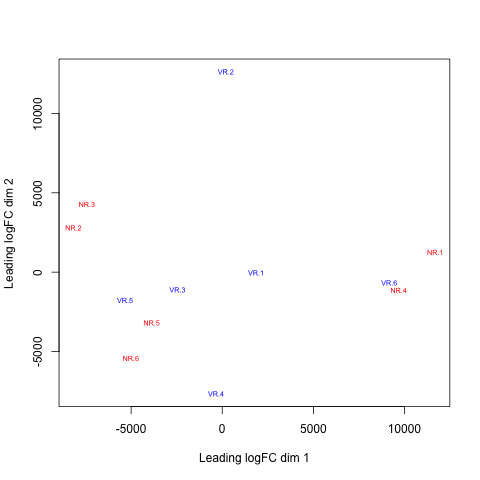 VR.2
10000
5000
0
-5000
Leading logFC dim 2
NR.3
NR.2
NR.1
VR.1
VR.6
NR.4
VR.3
VR.5
NR.5
NR.6
VR.4
-5000 0 5000 10000
Leading logFC dim 1